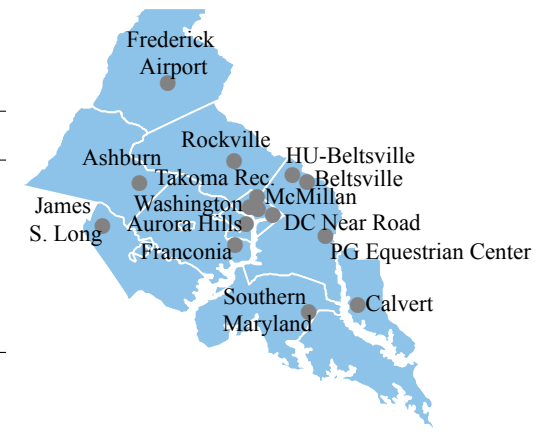 Frederick
Airport
Rockville
HU-Beltsville
Ashburn
Takoma Rec.
Beltsville
McMillan
Washington
James
S. Long
Aurora Hills
DC Near Road
Franconia
PG Equestrian Center
Southern
Maryland
Calvert